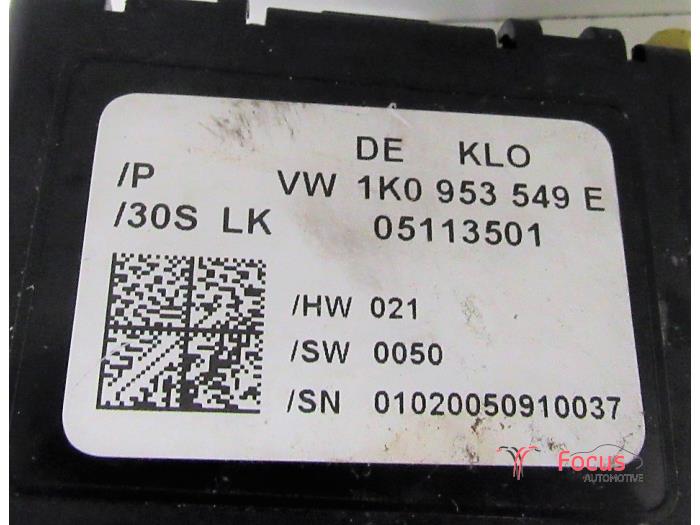 DE KLO
/P VW 1K0 953 549 E
/30S LK 05113501
/HW 021
/SW 0050
/SN 01020050910037
Focus
AUTOMOTIVE